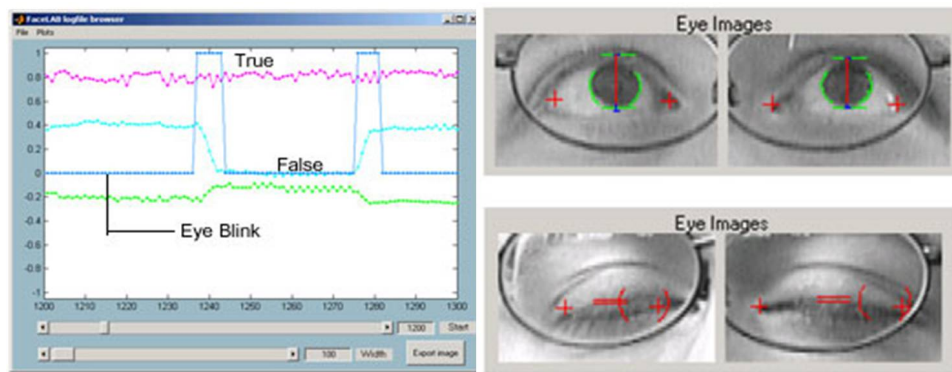 FaceLAB logfile browser
File Plots
True
False
Eye Blink
1
0.8
0.6
0.4
0.2
0
-0.2
-0.4
-0.6
-0.8
-1
1200 1210 1220 1230 1240 1250 1260 1270 1280 1290 1300
1200 Start
100 Width Export image
Eye Images
Eye Images